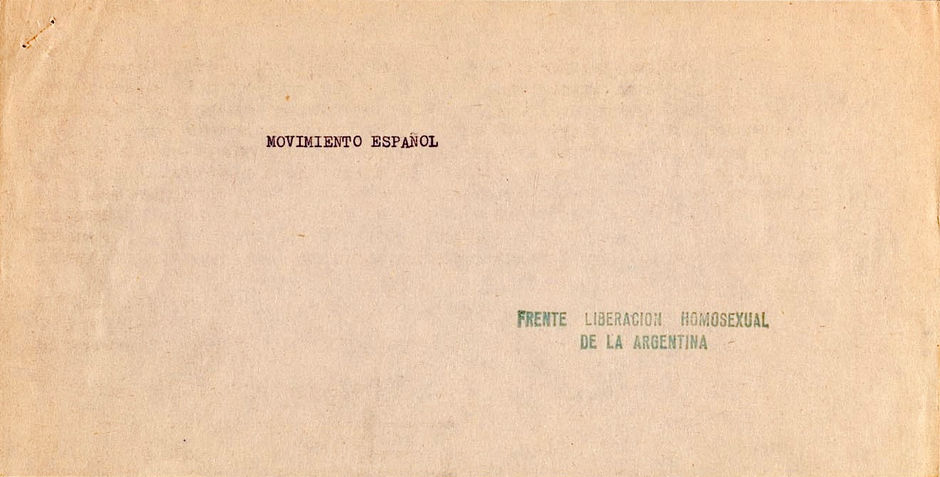 MOVIMIENTO ESPAÑOL
FRENTE LIBERACION HOMOSEXUAL
DE LA ARGENTINA